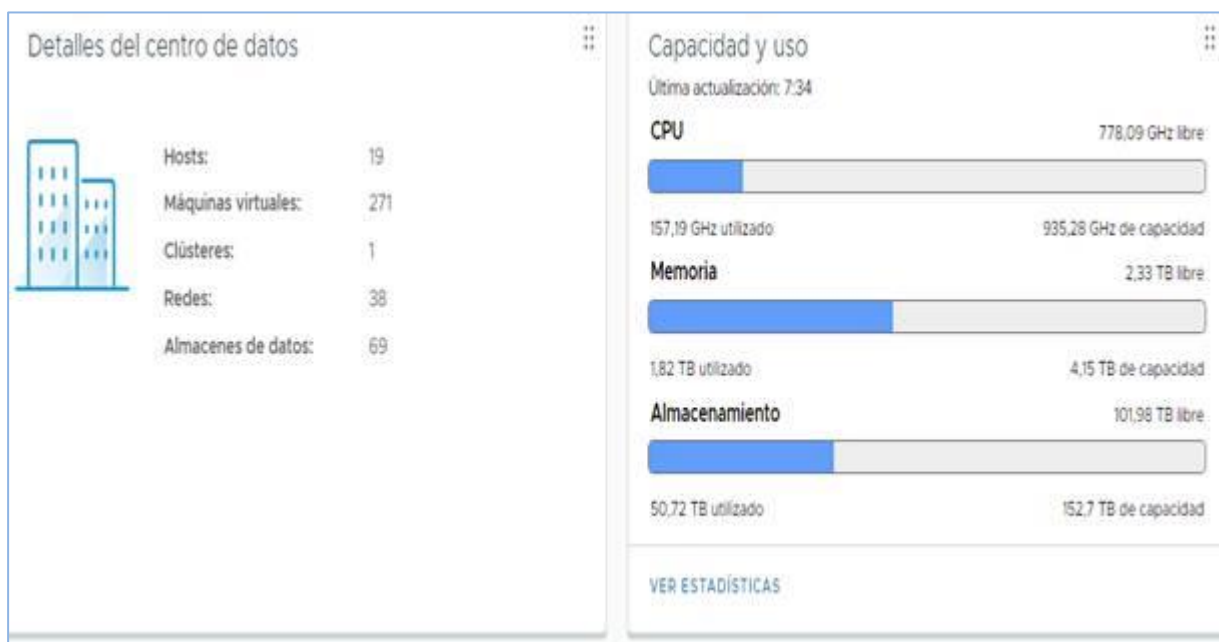 Detalles del centro de datos
Hosts: 19
Máquinas virtuales: 271
Clústeres: 1
Redes: 38
Almacenes de datos: 69
Capacidad y uso
Última actualización: 7:34
CPU 778,09 GHz libre
157,19 GHz utilizado 935,28 GHz de capacidad
Memoria 2,33 TB libre
1,82 TB utilizado 4,15 TB de capacidad
Almacenamiento 101,98 TB libre
50,72 TB utilizado 152,7 TB de capacidad
VER ESTADÍSTICAS